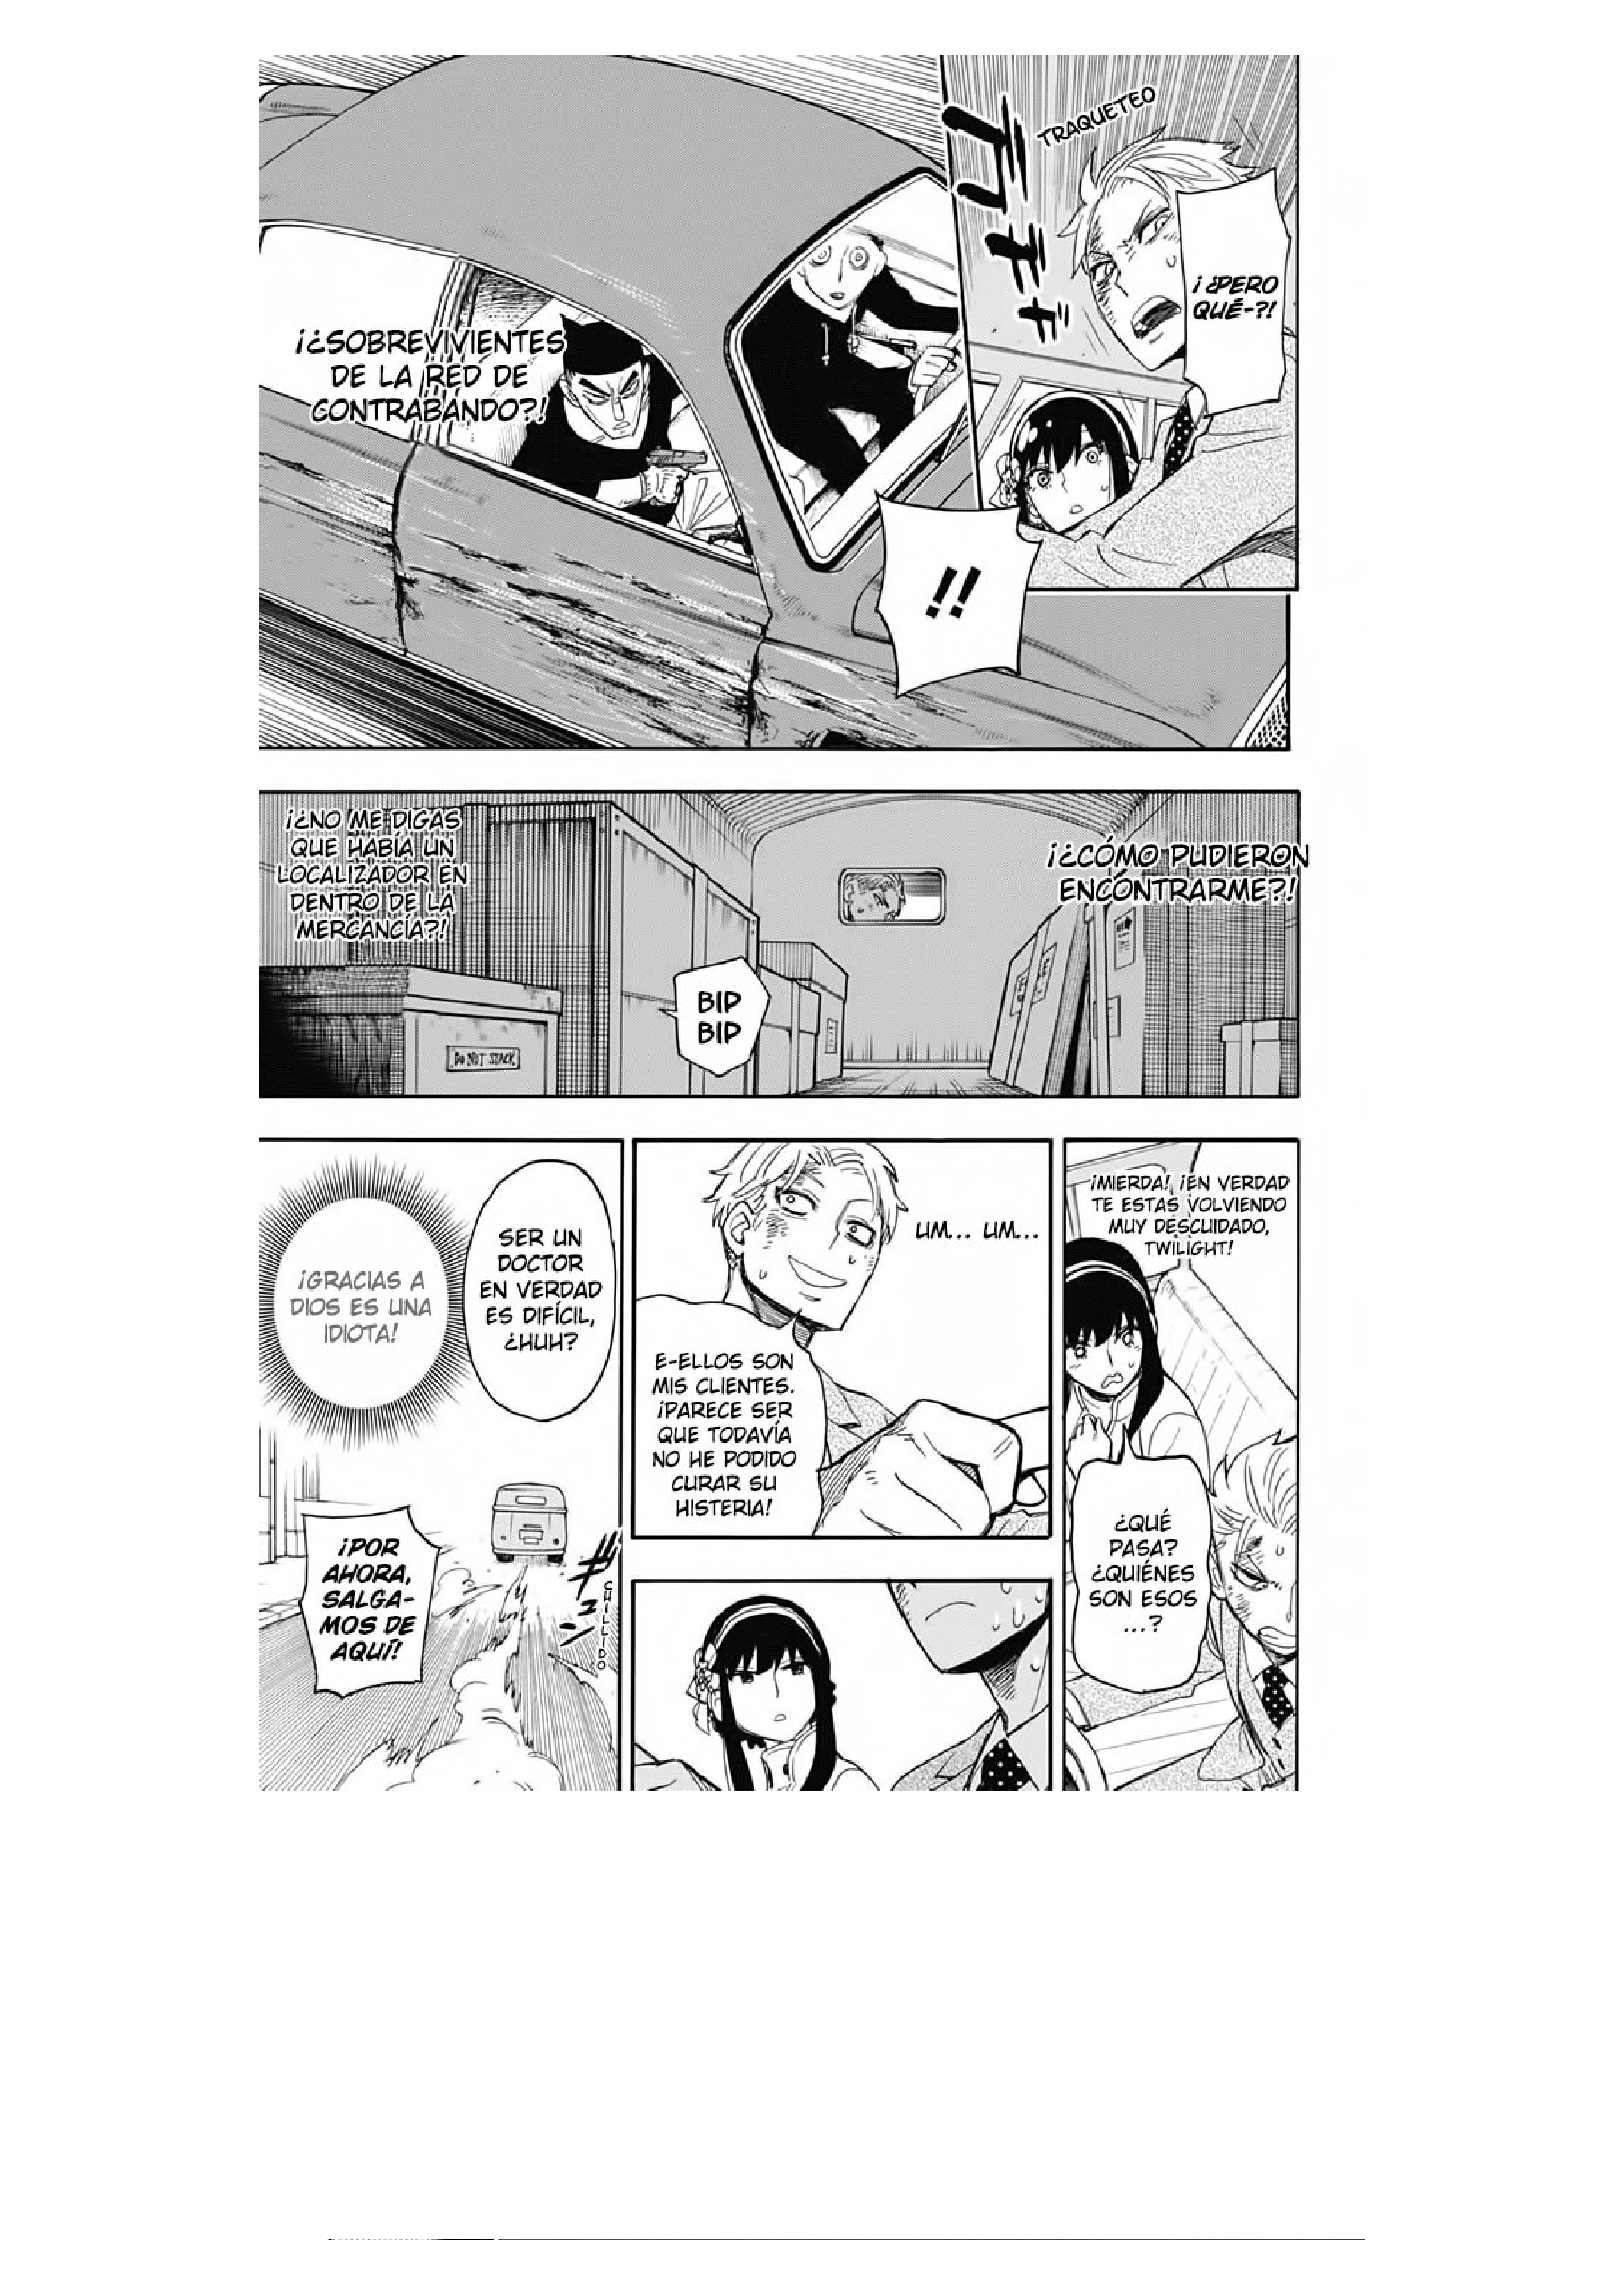 TRAQUETEO
ゴゴゴゴ
¡¿PERO
QUÉ-?!
!!
¡¿SOBREVIVIENTES
DE LA RED DE
CONTRABANDO?!
¡¿CÓMO PUDIERON
ENCONTRARME?!
¡¿NO ME DIGAS
QUE HABÍA UN
LOCALIZADOR EN
DENTRO DE LA
MERCANCÍA?!
BIP
BIP
DO NOT STACK
¡MIERDA! ¡EN VERDAD
TE ESTAS VOLVIENDO
MUY DESCUIDADO,
TWILIGHT!
¿QUÉ
PASA?
¿QUIÉNES
SON ESOS
...?
UM... UM...
E-ELLOS SON
MIS CLIENTES.
¡PARECE SER
QUE TODAVÍA
NO HE PODIDO
CURAR SU
HISTERIA!
SER UN
DOCTOR
EN VERDAD
ES DIFÍCIL,
¿HUH?
¡GRACIAS A
DIOS ES UNA
IDIOTA!
CHILLIDO
¡POR
AHORA,
SALGA-
MOS DE
AQUÍ!